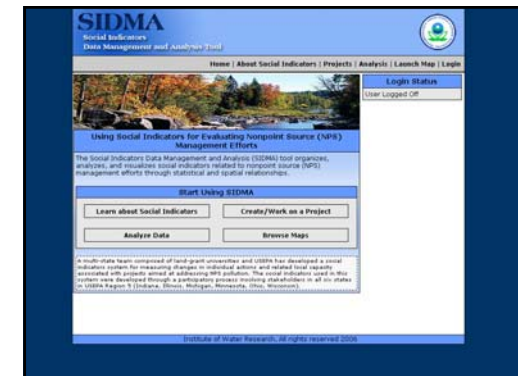 SIDMA
Social Indicators
Data Management and Analysis Tool
Home | About Social Indicators | Projects | Analysis | Launch Map | Login
Login Status
User Logged Off
Using Social Indicators for Evaluating Nonpoint Source (NPS)
Management Efforts
The Social Indicators Data Management and Analysis (SIDMA) tool organizes,
analyzes, and visualizes social indicators related to nonpoint source (NPS)
management efforts through statistical and spatial relationships.
Start Using SIDMA
Learn about Social Indicators
Create/Work on a Project
Analyze Data
Browse Maps
A multi-state team comprised of land-grant universities and USEPA has developed a social
indicators system for measuring changes in individual actions and related local capacity
associated with projects aimed at addressing NPS pollution. The social indicators used in this
system were developed through a participatory process involving stakeholders in all six states
in USEPA Region 5 (Indiana, Illinois, Michigan, Minnesota, Ohio, Wisconsin).
Institute of Water Research, All rights reserved 2006